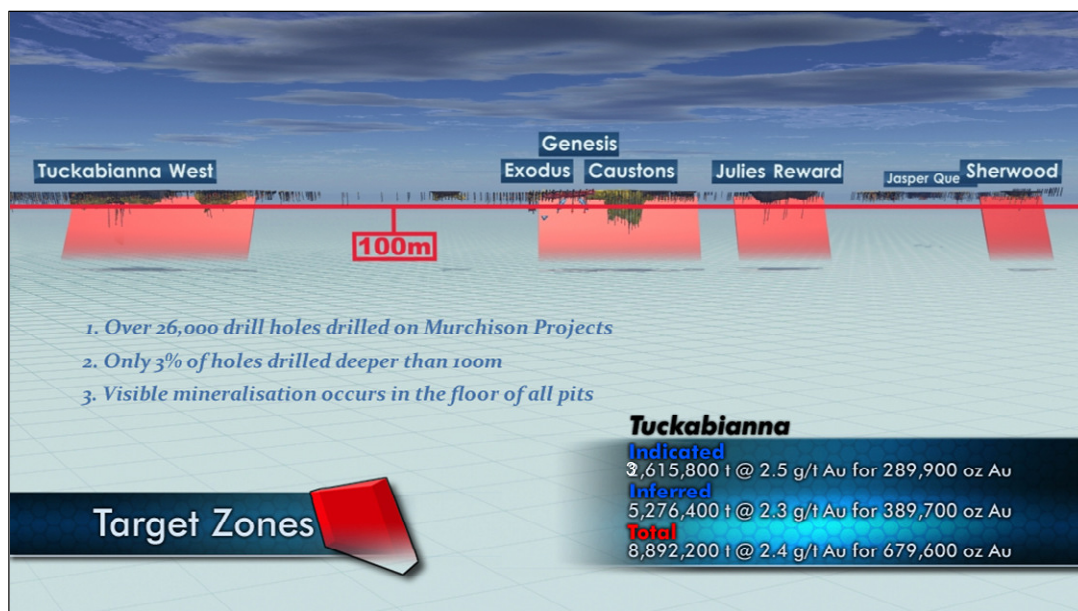 Genesis
Tuckabianna West
Exodus
Caustons
Julies Reward
Jasper Que
Sherwood
100m
1. Over 26,000 drill holes drilled on Murchison Projects
2. Only 3% of holes drilled deeper than 100m
3. Visible mineralisation occurs in the floor of all pits
Tuckabianna
Indicated
3,615,800 t @ 2.5 g/t Au for 289,900 oz Au
Inferred
5,276,400 t @ 2.3 g/t Au for 389,700 oz Au
Total
8,892,200 t @ 2.4 g/t Au for 679,600 oz Au
Target Zones